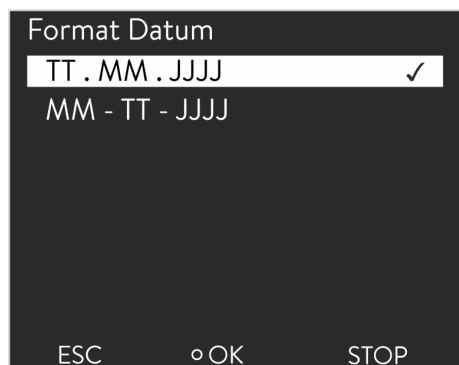 Format Datum
TT . MM . JJJJ ✓
MM - TT - JJJJ
ESC ○ OK STOP